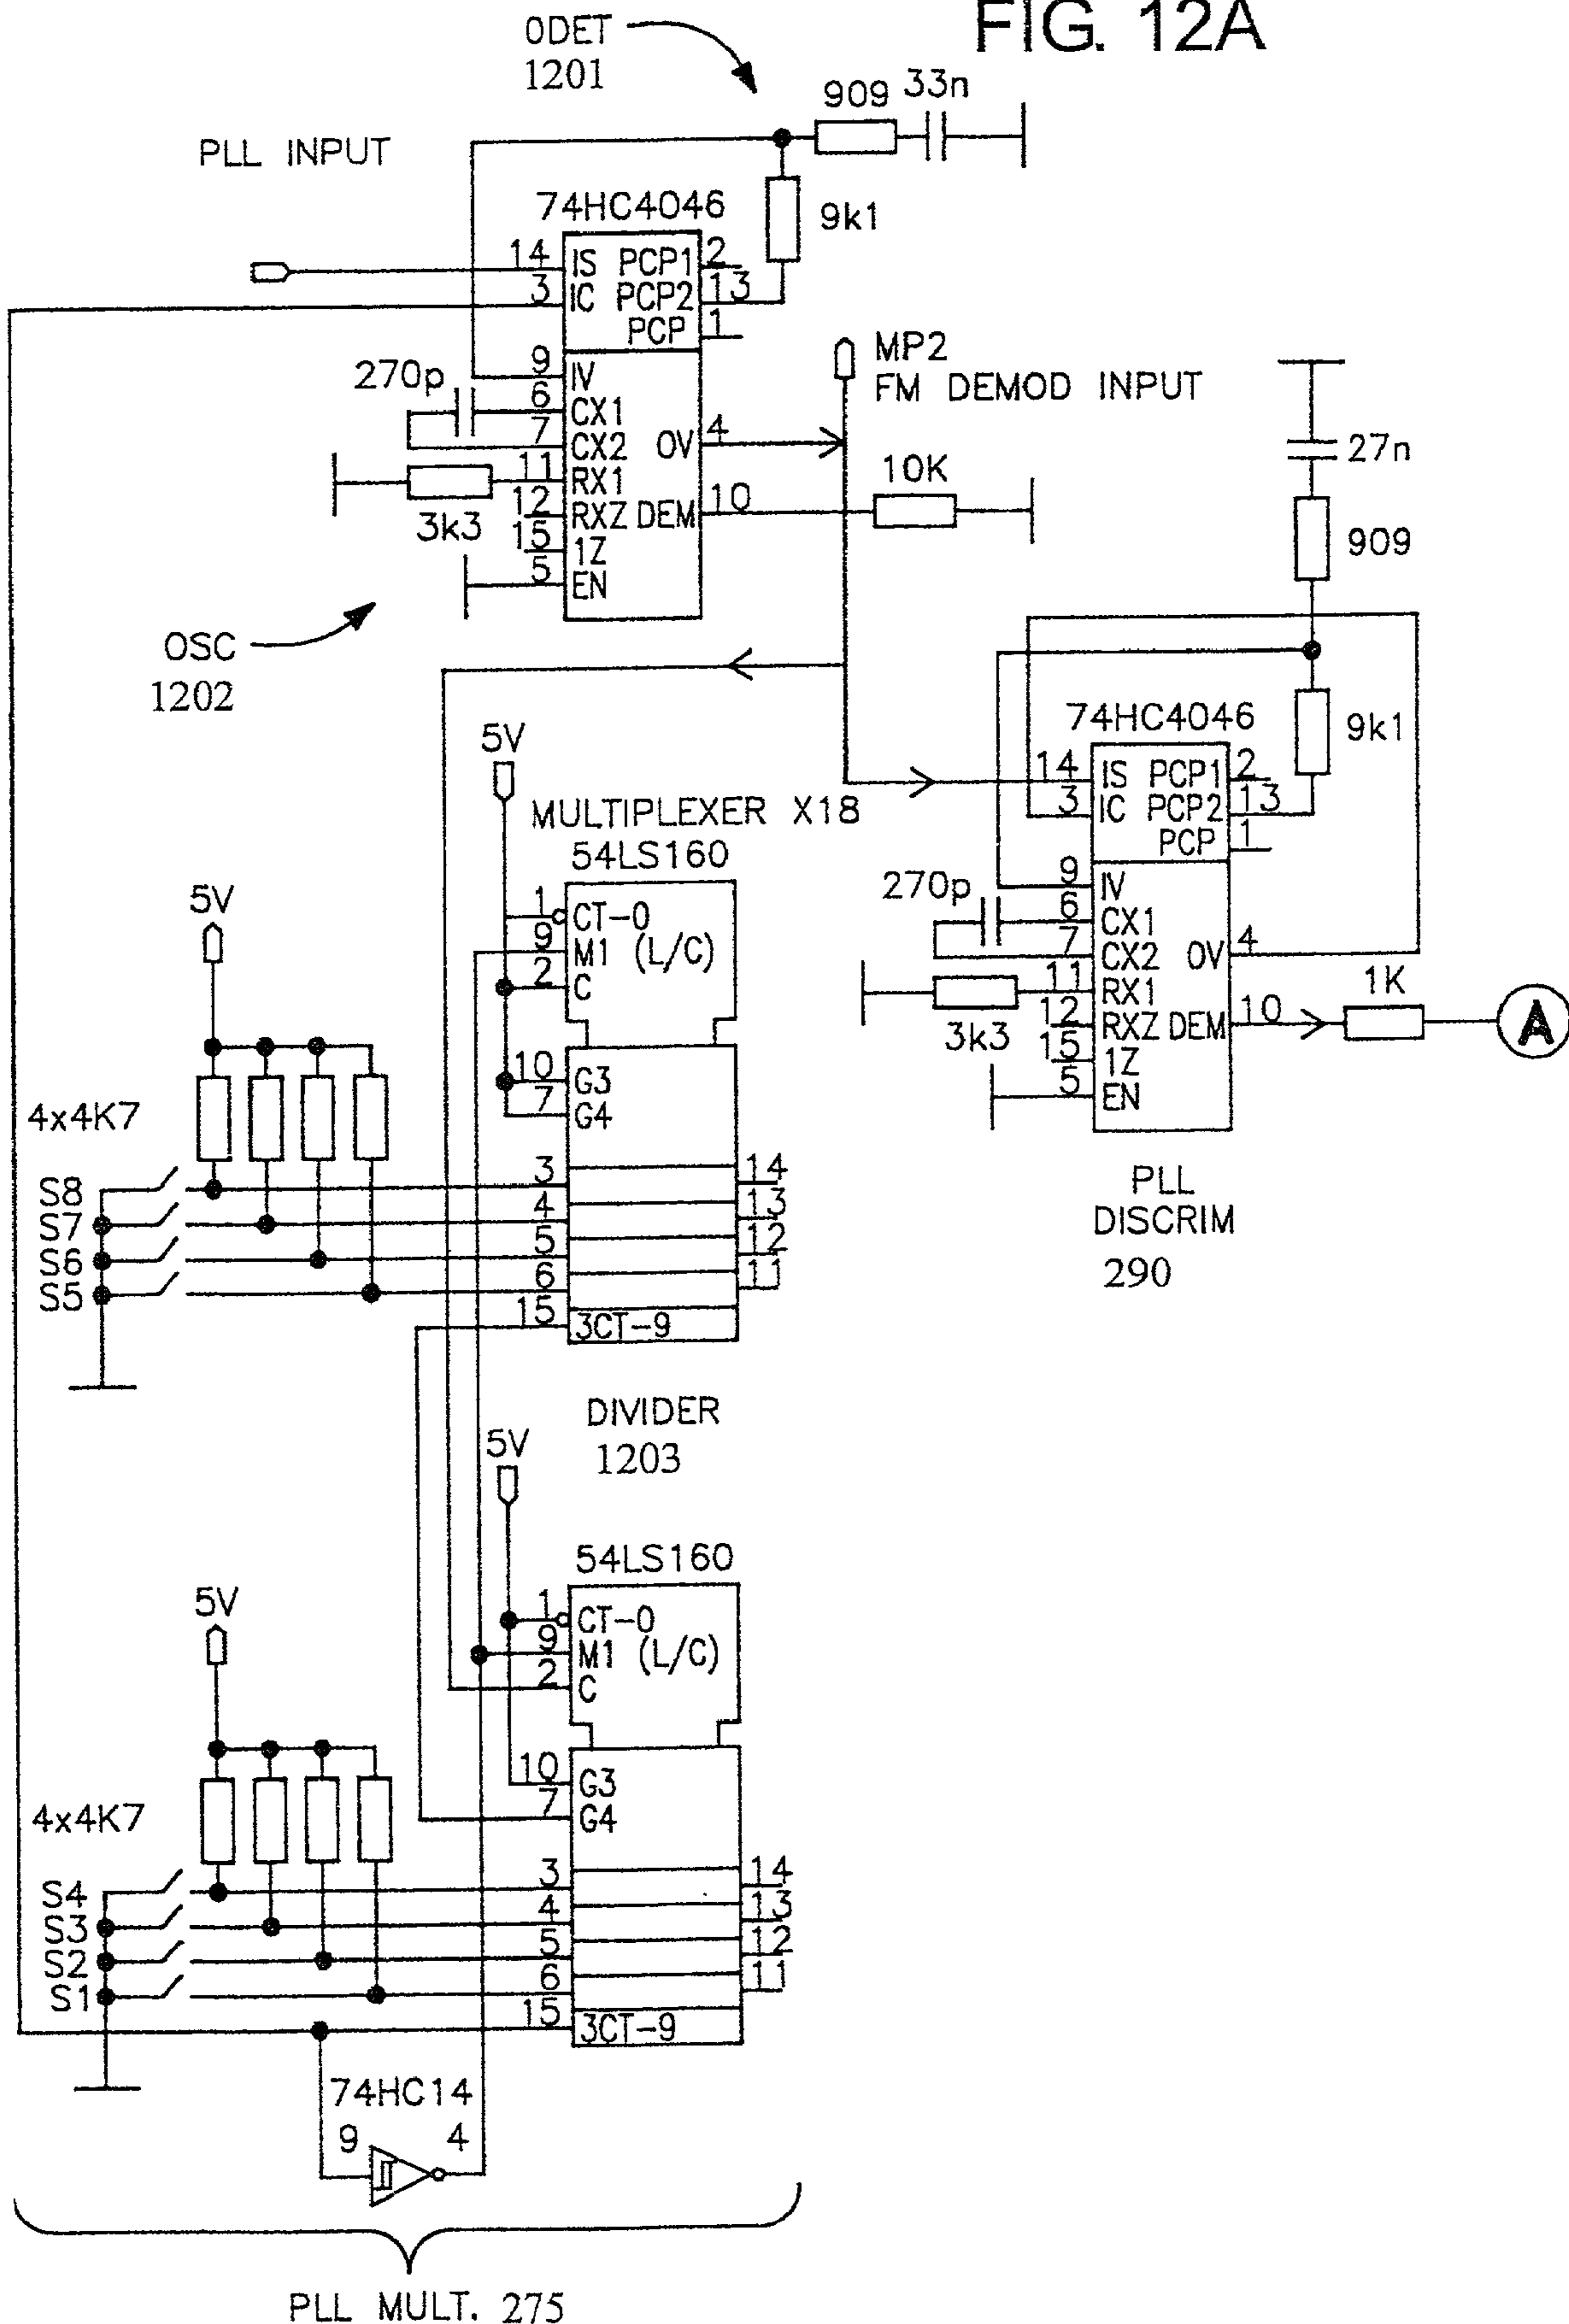 FIG. 12A
0DET
1201
909 33n
PLL INPUT
9k1
74HC4046
14 IS PCP1 2
3 IC PCP2 13
PCP 1
9 IV
270p
6 CX1
7 CX2 OV 4
11 RX1
3k3
12 RXZ DEM 10
15 1Z
5 EN
10K
MP2
FM DEMOD INPUT
27n
909
OSC
1202
9k1
74HC4046
14 IS PCP1 2
3 IC PCP2 13
PCP 1
9 IV
270p
6 CX1
7 CX2 OV 4
11 RX1
3k3
12 RXZ DEM 10
15 1Z
5 EN
1K
A
PLL
DISCRIM
290
5V
MULTIPLEXER X18
54LS160
1 CT-0
9 M1 (L/C)
2 C
10 G3
7 G4
5V
4x4K7
S8 3 14
S7 4 13
S6 5 12
S5 6 11
15 3CT-9
DIVIDER
1203
5V
54LS160
1 CT-0
9 M1 (L/C)
2 C
10 G3
7 G4
5V
4x4K7
S4 3 14
S3 4 13
S2 5 12
S1 6 11
15 3CT-9
74HC14
9 4
PLL MULT. 275